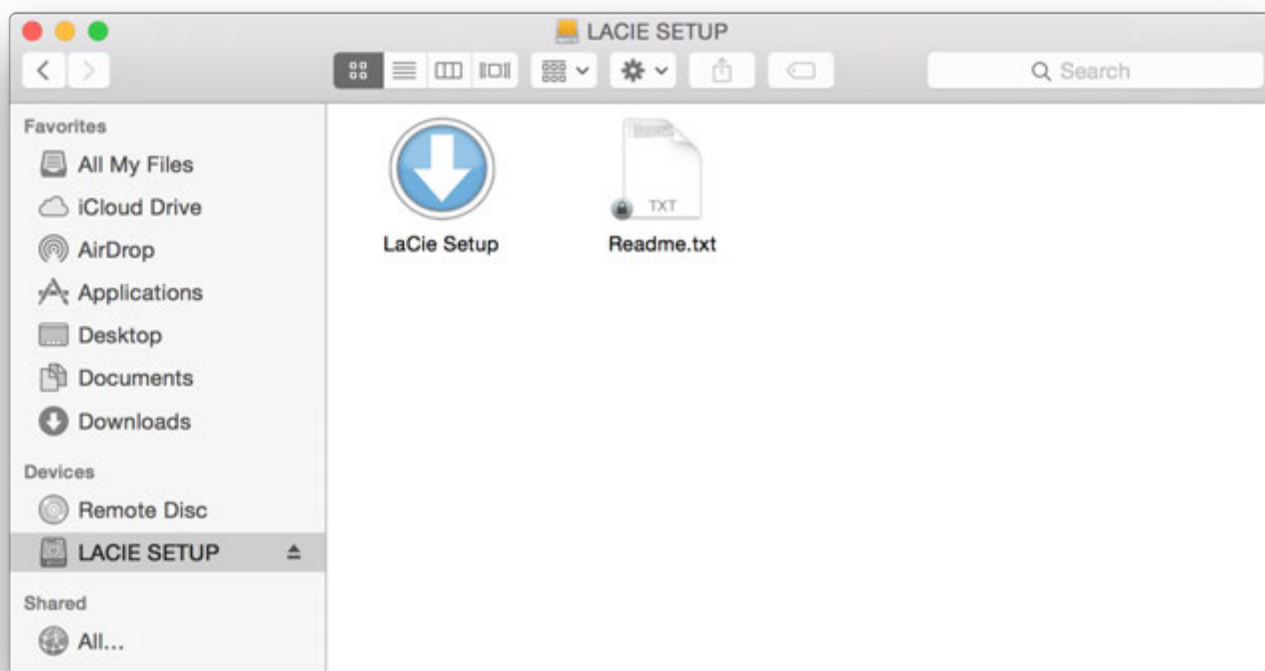 LACIE SETUP
Search
Favorites
All My Files
iCloud Drive
AirDrop
Applications
Desktop
Documents
Downloads
Devices
Remote Disc
LACIE SETUP
Shared
All...
TXT
LaCie Setup
Readme.txt